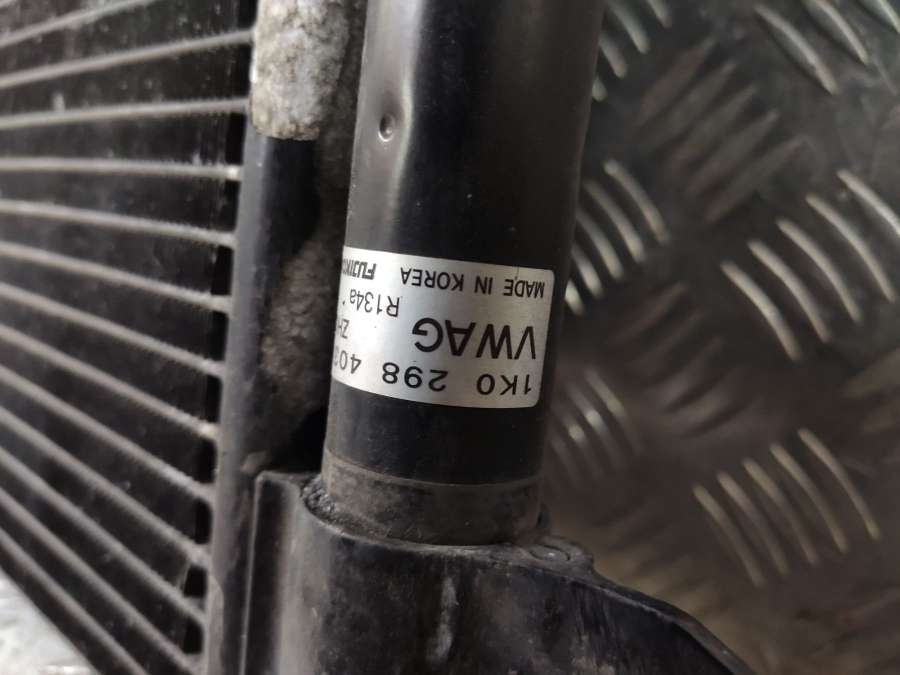 1K0 298 403
VWAG
R134a
MADE IN KOREA